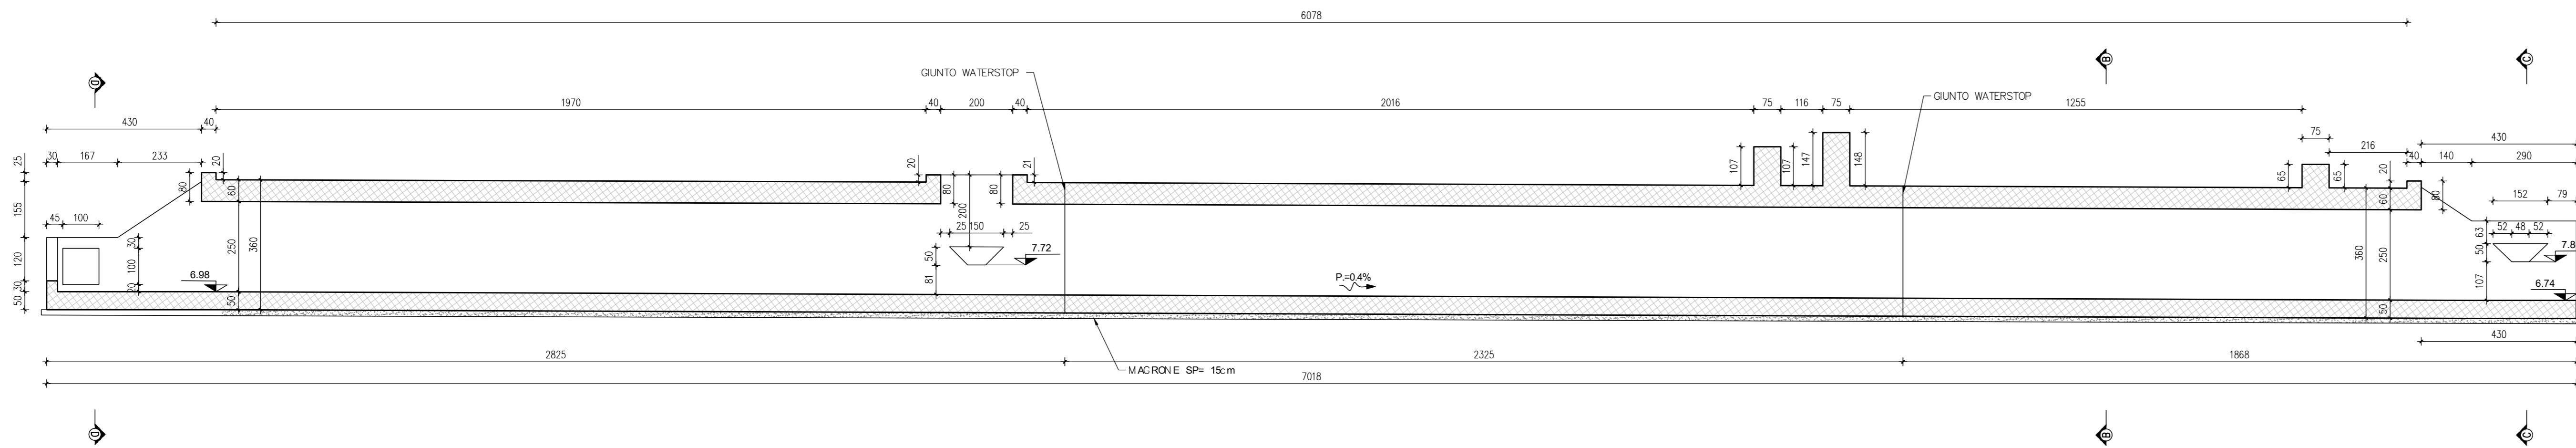 6078
D
B
C
GIUNTO WATERSTOP
GIUNTO WATERSTOP
1970 40 200 40 2016 75 116 75 1255
430 40 75 430
30 167 233 216
40 140 290
25 20 20 21 107 107 147 148 65 65 20
80 60 80 80 60 80
155 200
45 100 25 150 25 152 79
52 48 52
120 30 100 20 250 360 50 7.72 360 250 63 50 7.8
81 107
6.98 P.=0.4% 6.74
30 50 50 50
430
2825 2325 1868
MAGRONE SP= 15cm
7018
D
B
C